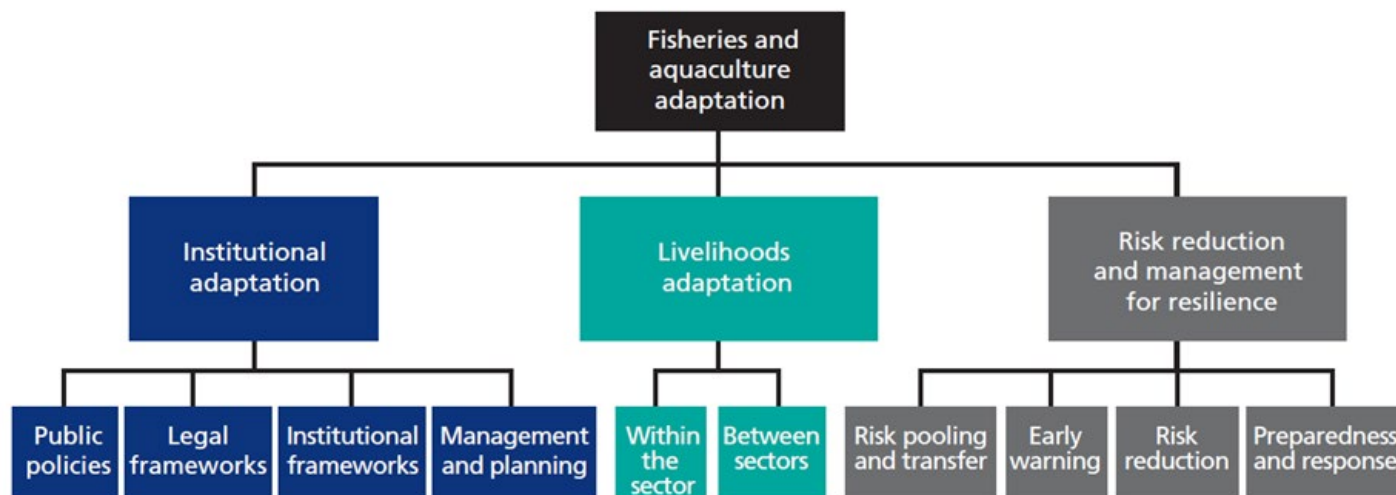 Fisheries and
aquaculture
adaptation
Institutional
adaptation
Livelihoods
adaptation
Risk reduction
and management
for resilience
Public
policies
Legal
frameworks
Institutional
frameworks
Management
and planning
Within
the
sector
Between
sectors
Risk pooling
and transfer
Early
warning
Risk
reduction
Preparedness
and response